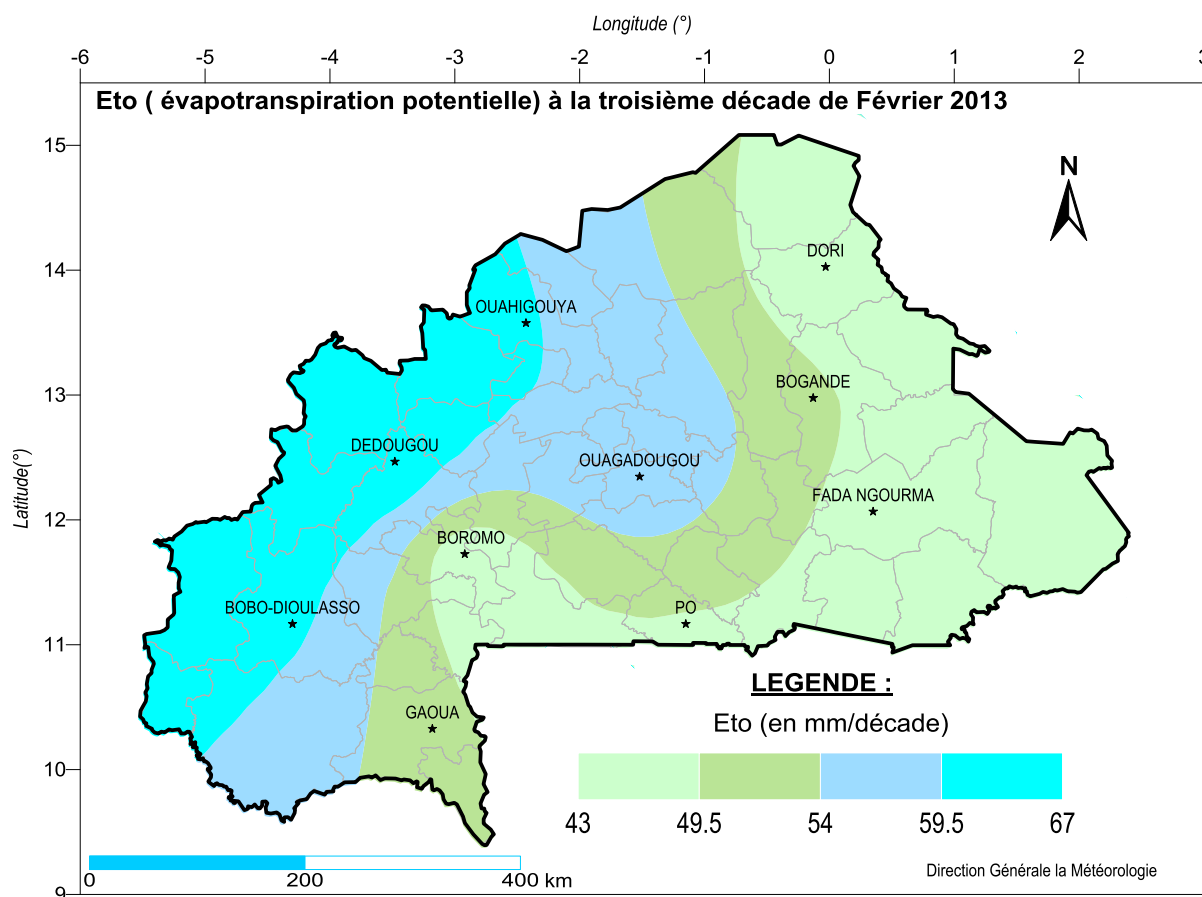 Longitude (°)
-6 -5 -4 -3 -2 -1 0 1 2 3
Eto ( évapotranspiration potentielle) à la troisième décade de Février 2013
15
N
DORI
14
OUAHIGOUYA
BOGANDE
13
DEDOUGOU
OUAGADOUGOU
Latitude(°)
FADA NGOURMA
12
BOROMO
BOBO-DIOULASSO
PO
11
LEGENDE :
GAOUA
Eto (en mm/décade)
10
43 49.5 54 59.5 67
Direction Générale la Météorologie
0 200 400 km
9